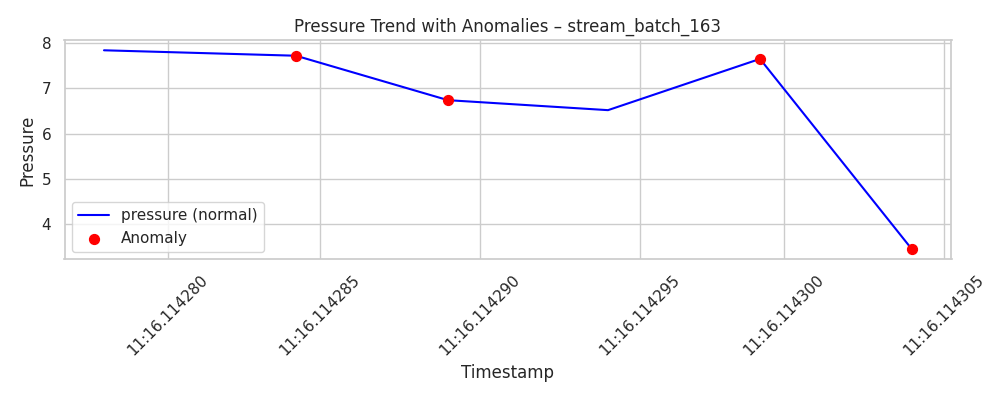 Pressure Trend with Anomalies – stream_batch_163
8
7
6
5
4
Pressure
pressure (normal)
Anomaly
11:16.114280
11:16.114285
11:16.114290
11:16.114295
11:16.114300
11:16.114305
Timestamp